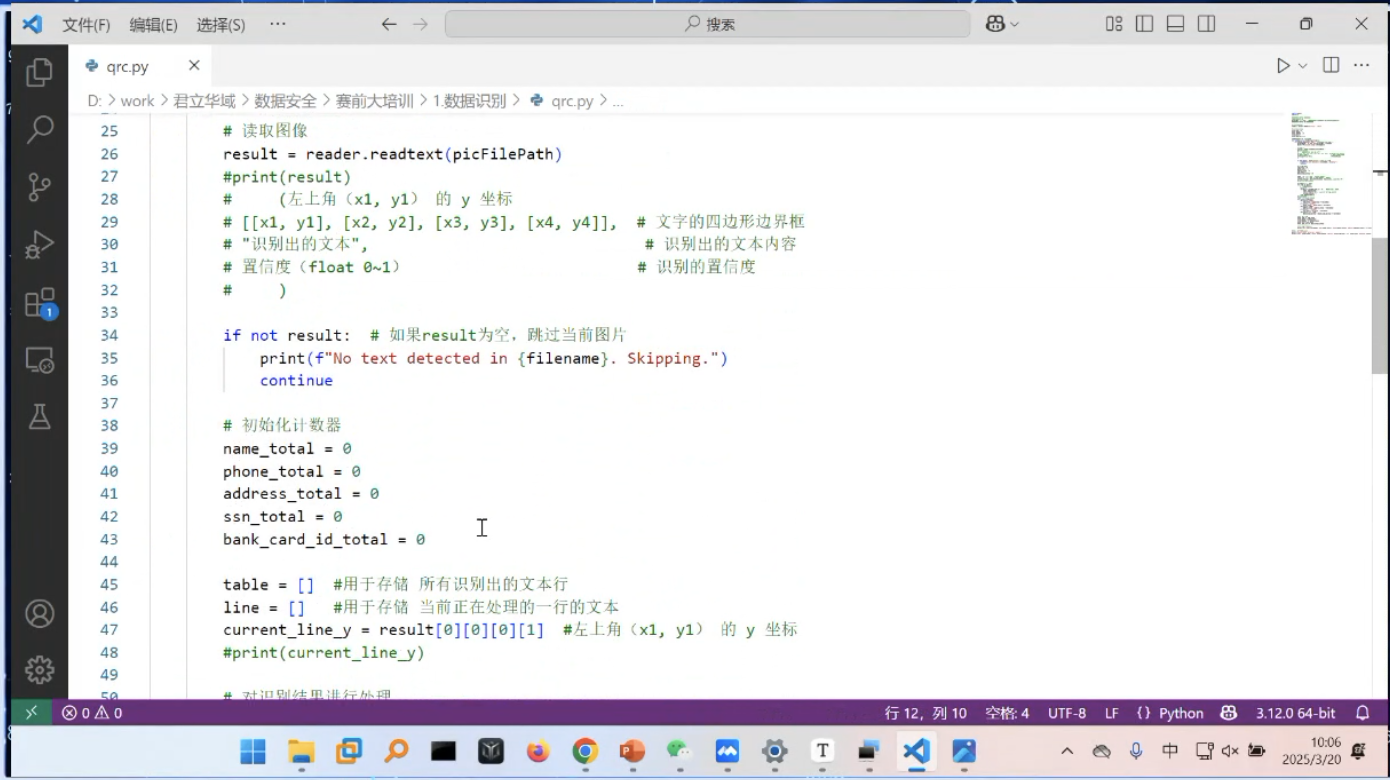 文件(F) 编辑(E) 选择(S) ··· 搜索
qrc.py
D: > work > 君立华域 > 数据安全 > 赛前大培训 > 1.数据识别 > qrc.py > ...
25 # 读取图像
26 result = reader.readtext(picFilePath)
27 #print(result)
28 #     (左上角（x1, y1） 的 y 坐标
29 # [[x1, y1], [x2, y2], [x3, y3], [x4, y4]],  # 文字的四边形边界框
30 # "识别出的文本",                              # 识别出的文本内容
31 # 置信度（float 0~1）                          # 识别的置信度
32 #     )
33
34 if not result:  # 如果result为空，跳过当前图片
35     print(f"No text detected in {filename}. Skipping.")
36     continue
37
38 # 初始化计数器
39 name_total = 0
40 phone_total = 0
41 address_total = 0
42 ssn_total = 0
43 bank_card_id_total = 0
44
45 table = []  #用于存储 所有识别出的文本行
46 line = []   #用于存储 当前正在处理的一行的文本
47 current_line_y = result[0][0][0][1]  #左上角（x1, y1） 的 y 坐标
48 #print(current_line_y)
49
50 # 对识别结果进行处理
1
0 0 行 12，列 10 空格: 4 UTF-8 LF {} Python 3.12.0 64-bit
T 中 10:06
2025/3/20